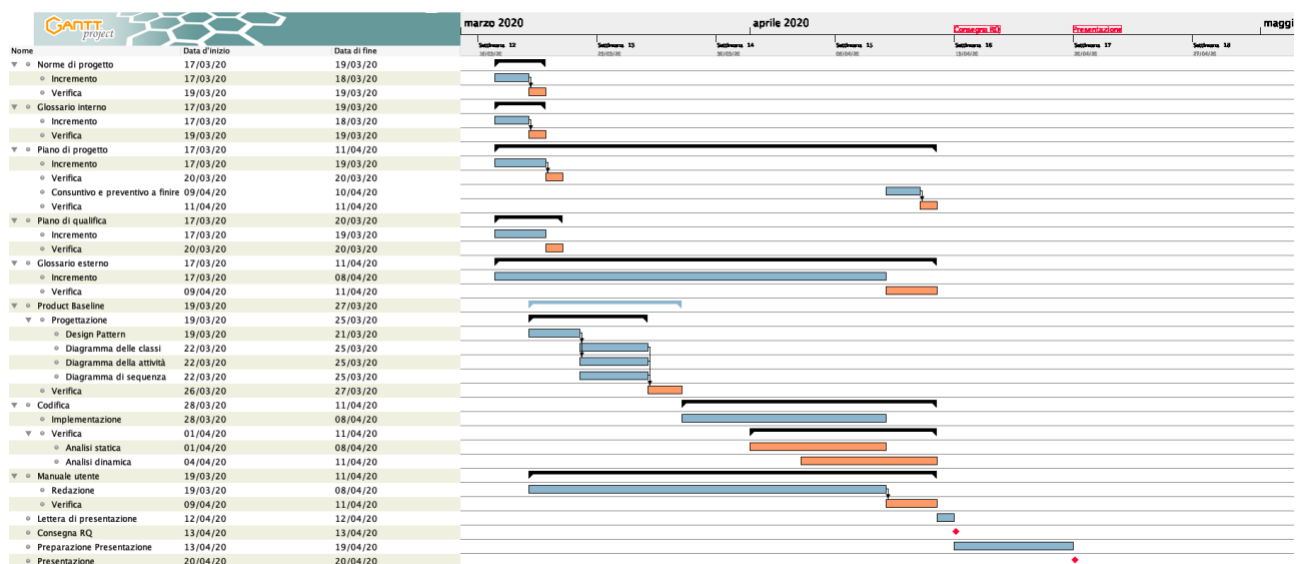 GANTT project
marzo 2020 aprile 2020 maggi
Consegna RQ Presentazione
Settimana 12 Settimana 13 Settimana 14 Settimana 15 Settimana 16 Settimana 17 Settimana 18
Nome Data d'inizio Data di fine
Norme di progetto 17/03/20 19/03/20
Incremento 17/03/20 18/03/20
Verifica 19/03/20 19/03/20
Glossario interno 17/03/20 19/03/20
Incremento 17/03/20 18/03/20
Verifica 19/03/20 19/03/20
Piano di progetto 17/03/20 11/04/20
Incremento 17/03/20 19/03/20
Verifica 20/03/20 20/03/20
Consuntivo e preventivo a finire 09/04/20 10/04/20
Verifica 11/04/20 11/04/20
Piano di qualifica 17/03/20 20/03/20
Incremento 17/03/20 19/03/20
Verifica 20/03/20 20/03/20
Glossario esterno 17/03/20 11/04/20
Incremento 17/03/20 08/04/20
Verifica 09/04/20 11/04/20
Product Baseline 19/03/20 27/03/20
Progettazione 19/03/20 25/03/20
Design Pattern 19/03/20 21/03/20
Diagramma delle classi 22/03/20 25/03/20
Diagramma della attività 22/03/20 25/03/20
Diagramma di sequenza 22/03/20 25/03/20
Verifica 26/03/20 27/03/20
Codifica 28/03/20 11/04/20
Implementazione 28/03/20 08/04/20
Verifica 01/04/20 11/04/20
Analisi statica 01/04/20 08/04/20
Analisi dinamica 04/04/20 11/04/20
Manuale utente 19/03/20 11/04/20
Redazione 19/03/20 08/04/20
Verifica 09/04/20 11/04/20
Lettera di presentazione 12/04/20 12/04/20
Consegna RQ 13/04/20 13/04/20
Preparazione Presentazione 13/04/20 19/04/20
Presentazione 20/04/20 20/04/20